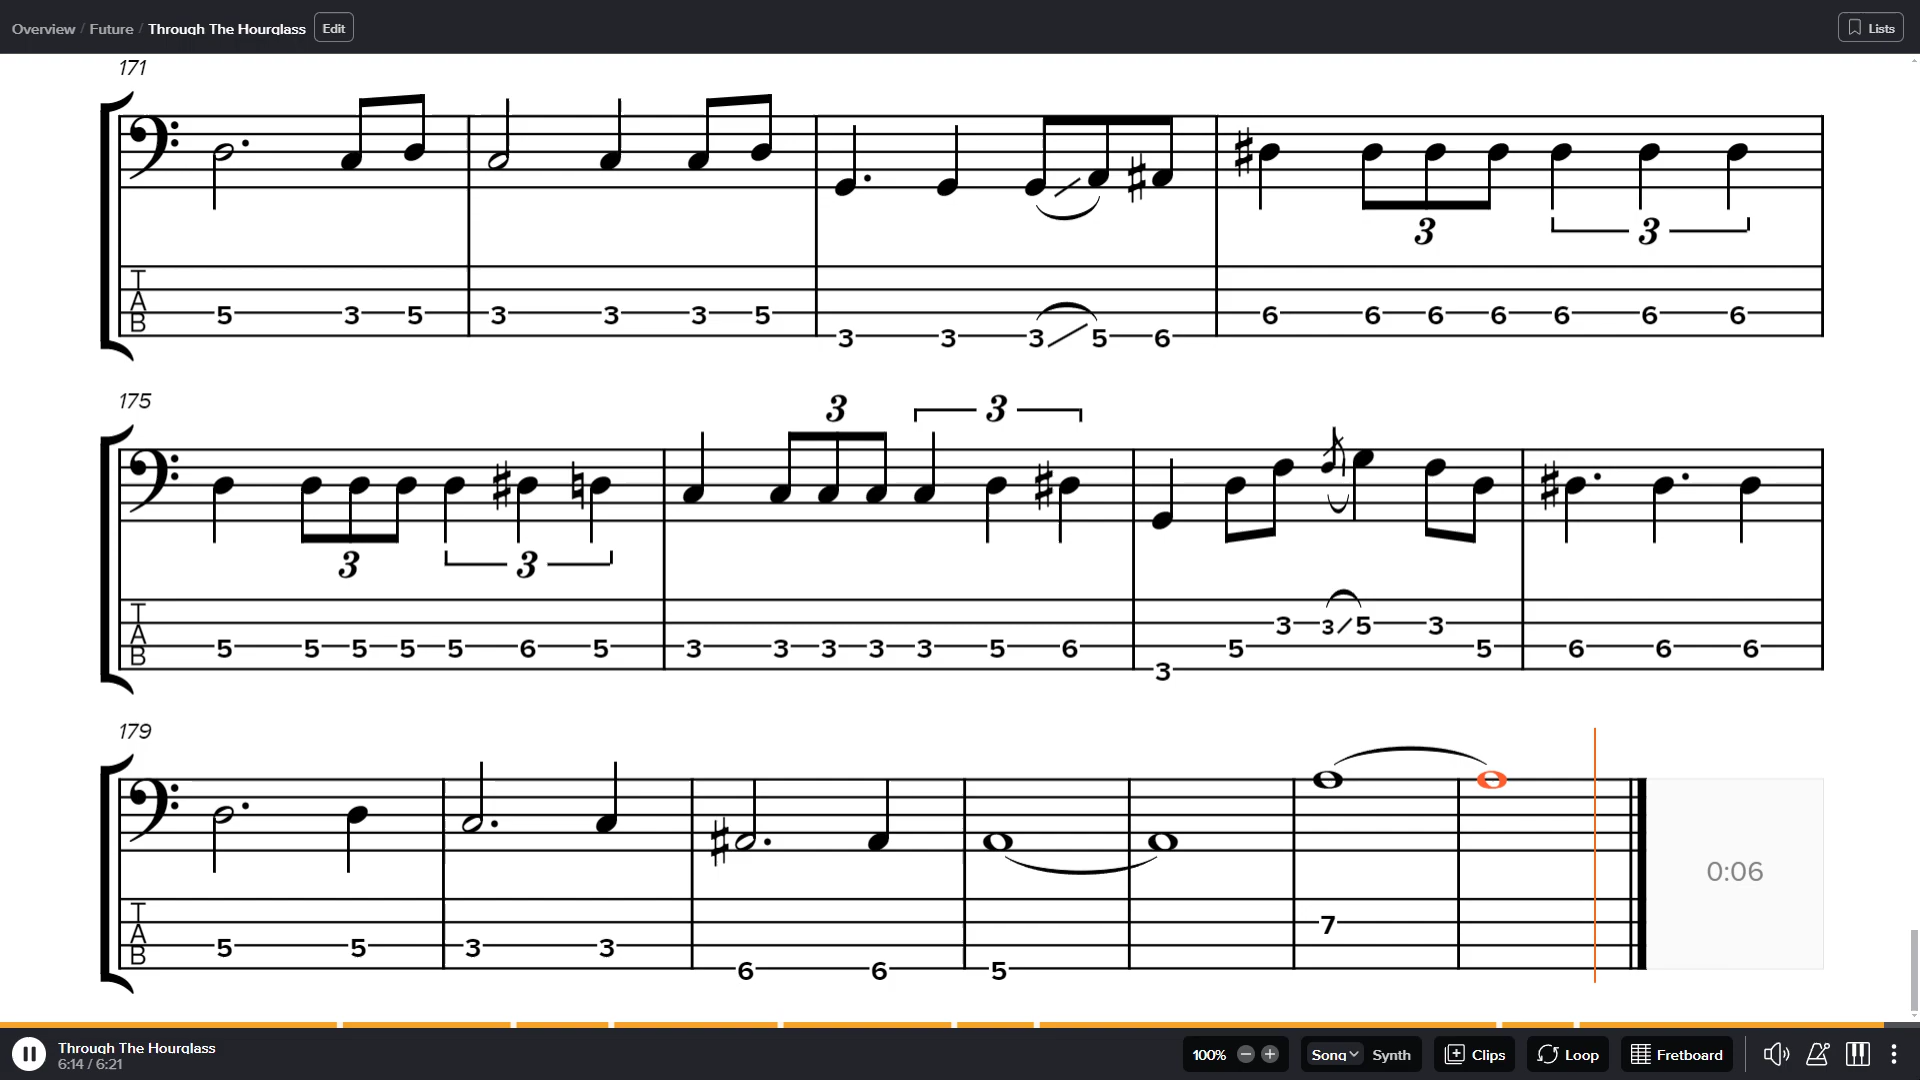 Overview / Future / Through The Hourglass Edit Lists
171
3 3
T 5 3 5 3 3 3 5 3 3 3 5 6 6 6 6 6 6 6 6
A
B
175
3 3
3 3
T 3 3 5 3
A 5 5 5 5 5 6 5 3 3 3 3 3 5 6 5 5 6 6 6
B 3
179
0:06
T 7
A 5 5 3 3
B 6 6 5
Through The Hourglass
6:14 / 6:21
100% Song Synth Clips Loop Fretboard